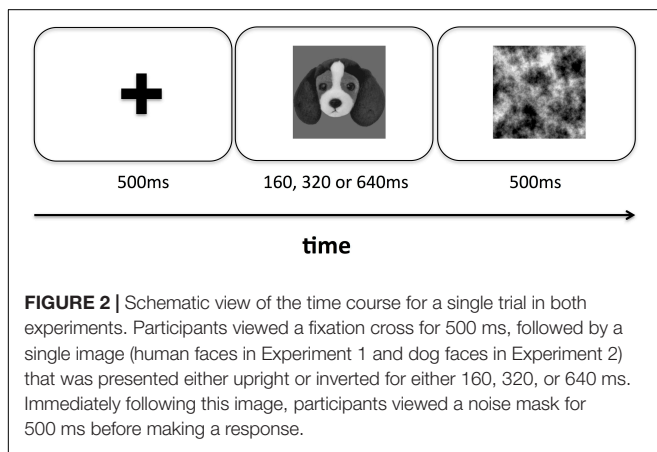 500ms
160, 320 or 640ms
500ms
time
FIGURE 2 | Schematic view of the time course for a single trial in both
experiments. Participants viewed a fixation cross for 500 ms, followed by a
single image (human faces in Experiment 1 and dog faces in Experiment 2)
that was presented either upright or inverted for either 160, 320, or 640 ms.
Immediately following this image, participants viewed a noise mask for
500 ms before making a response.